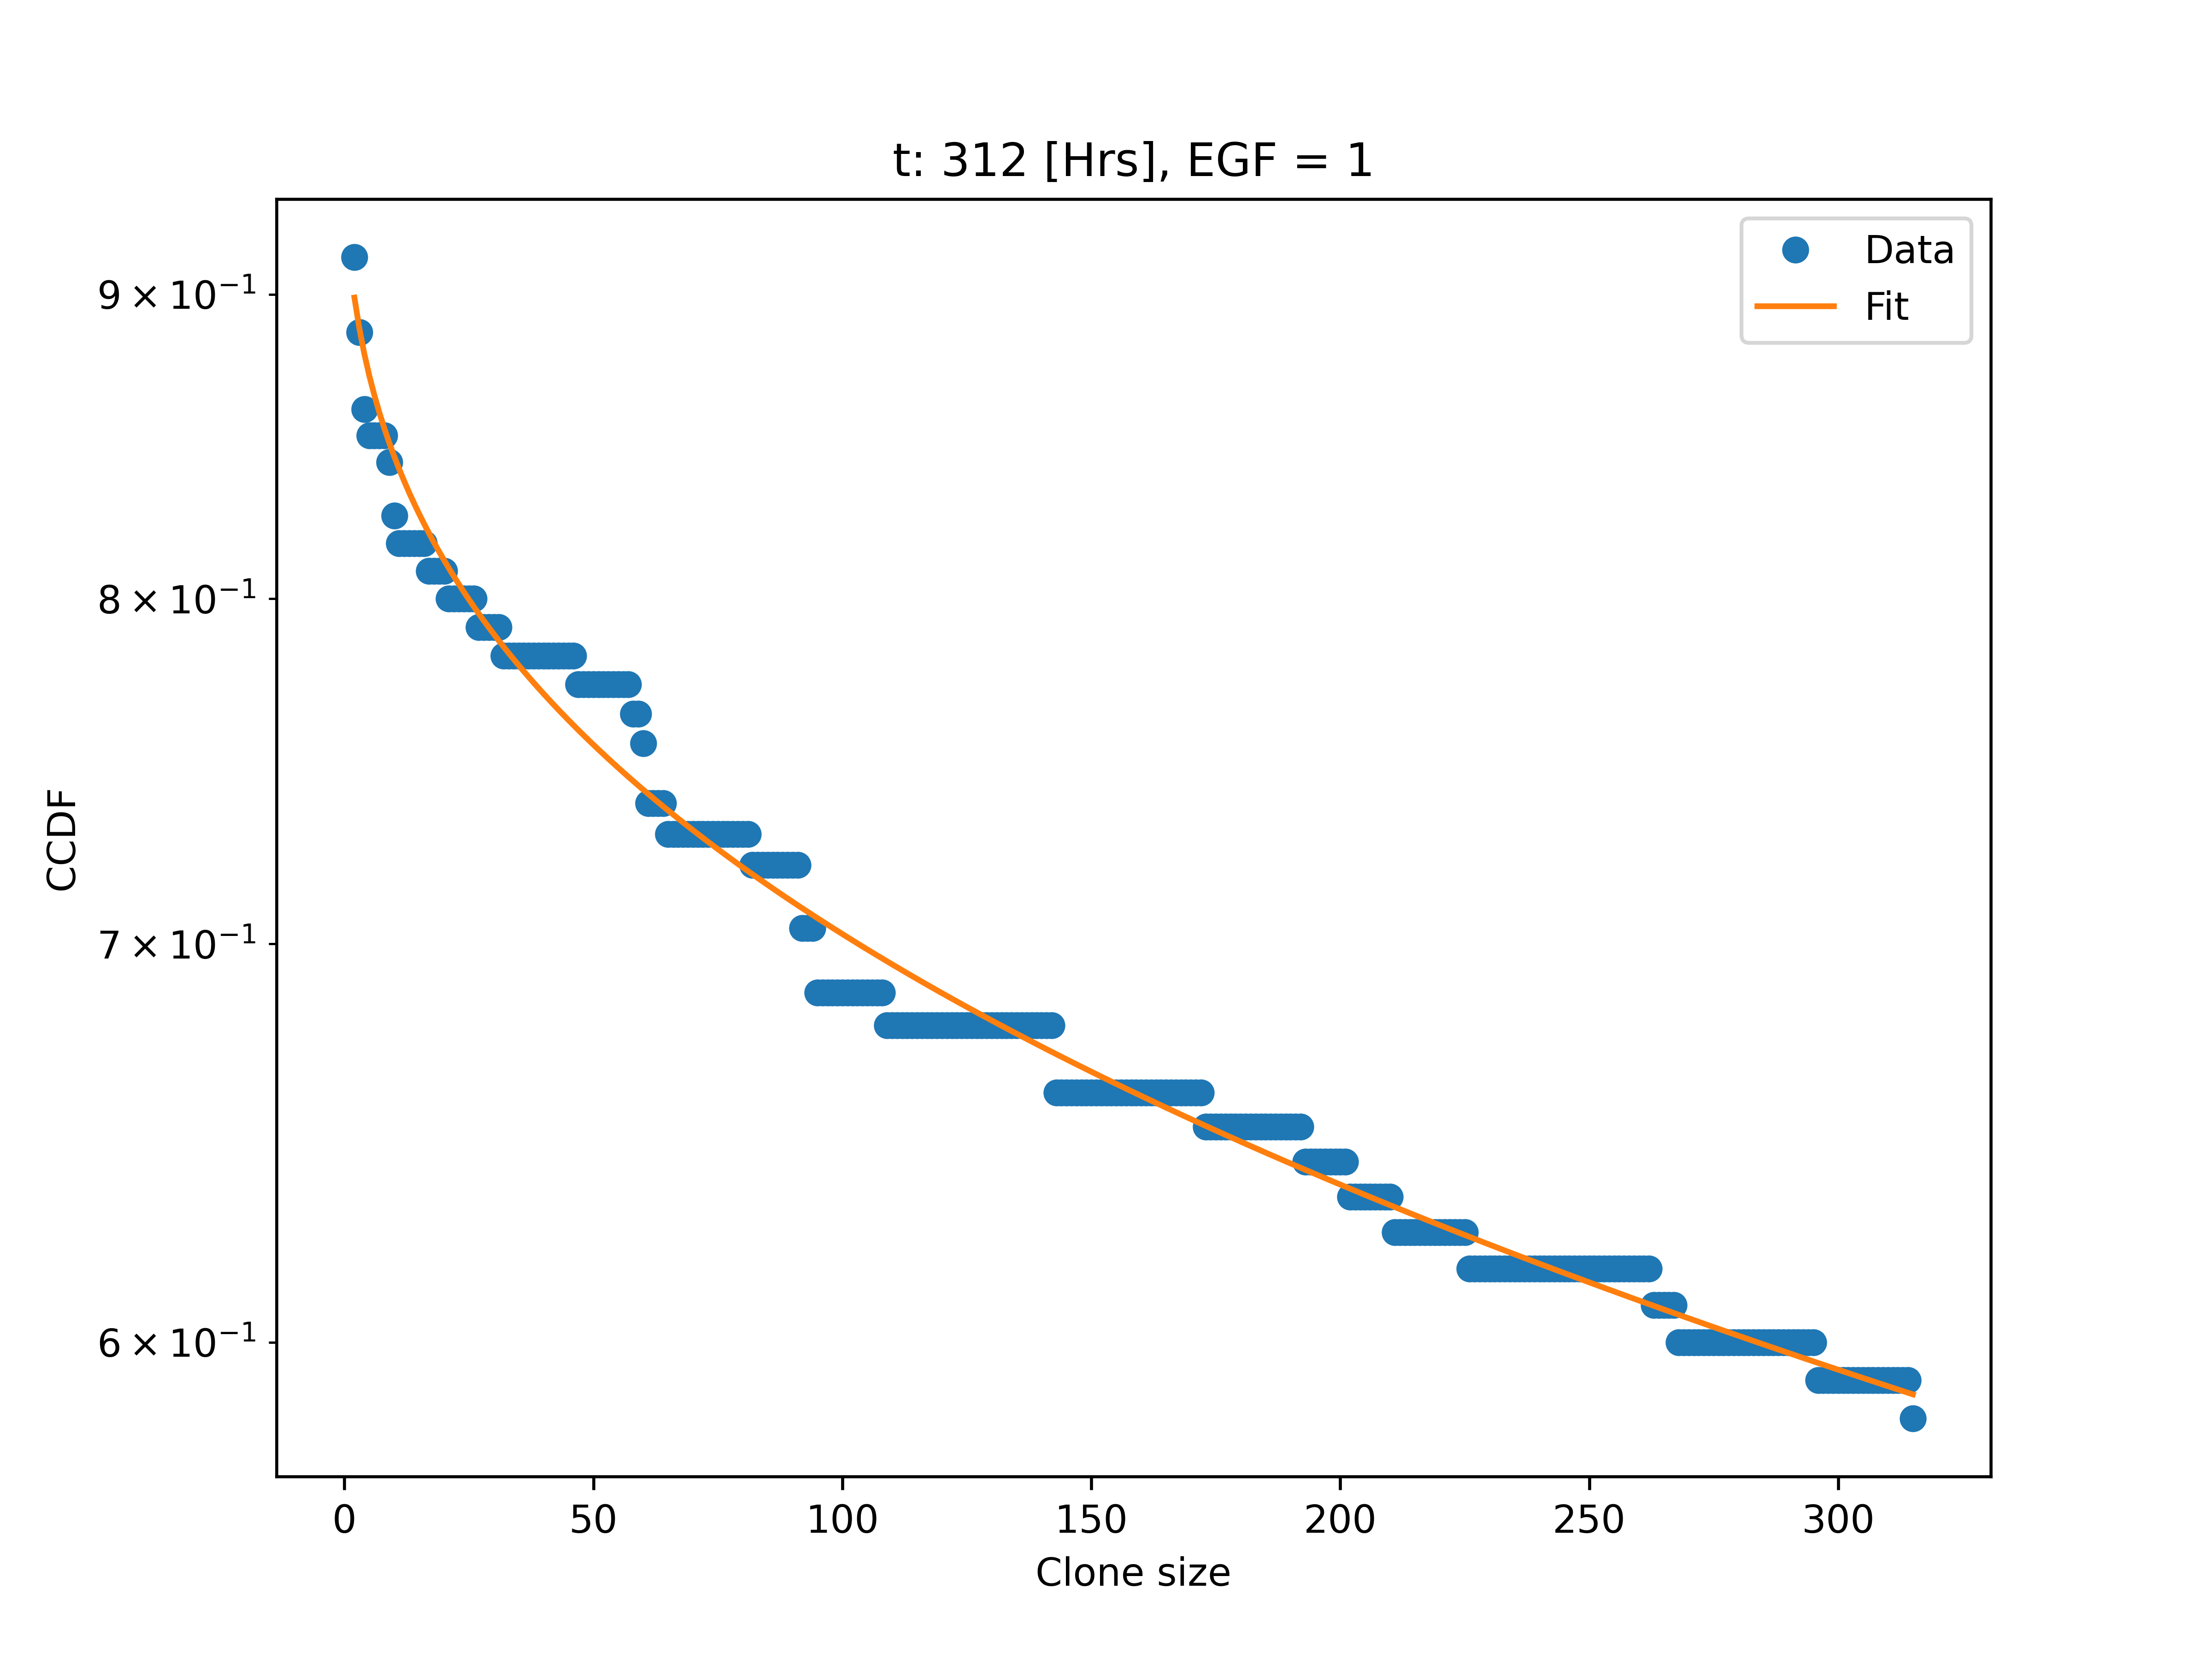 t: 312 [Hrs], EGF = 1
Data
Fit
9 × 10⁻¹
8 × 10⁻¹
7 × 10⁻¹
6 × 10⁻¹
CCDF
0 50 100 150 200 250 300
Clone size